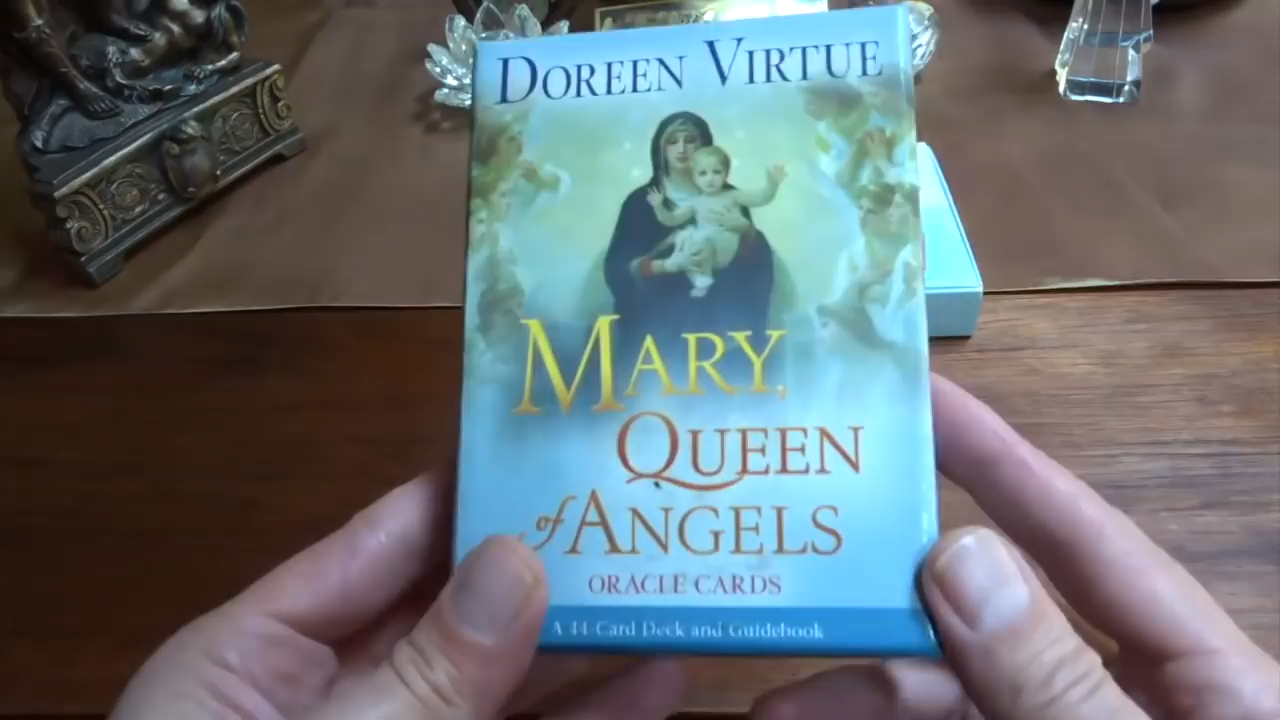 DOREEN VIRTUE
MARY,
QUEEN
of ANGELS
ORACLE CARDS
A 44-Card Deck and Guidebook